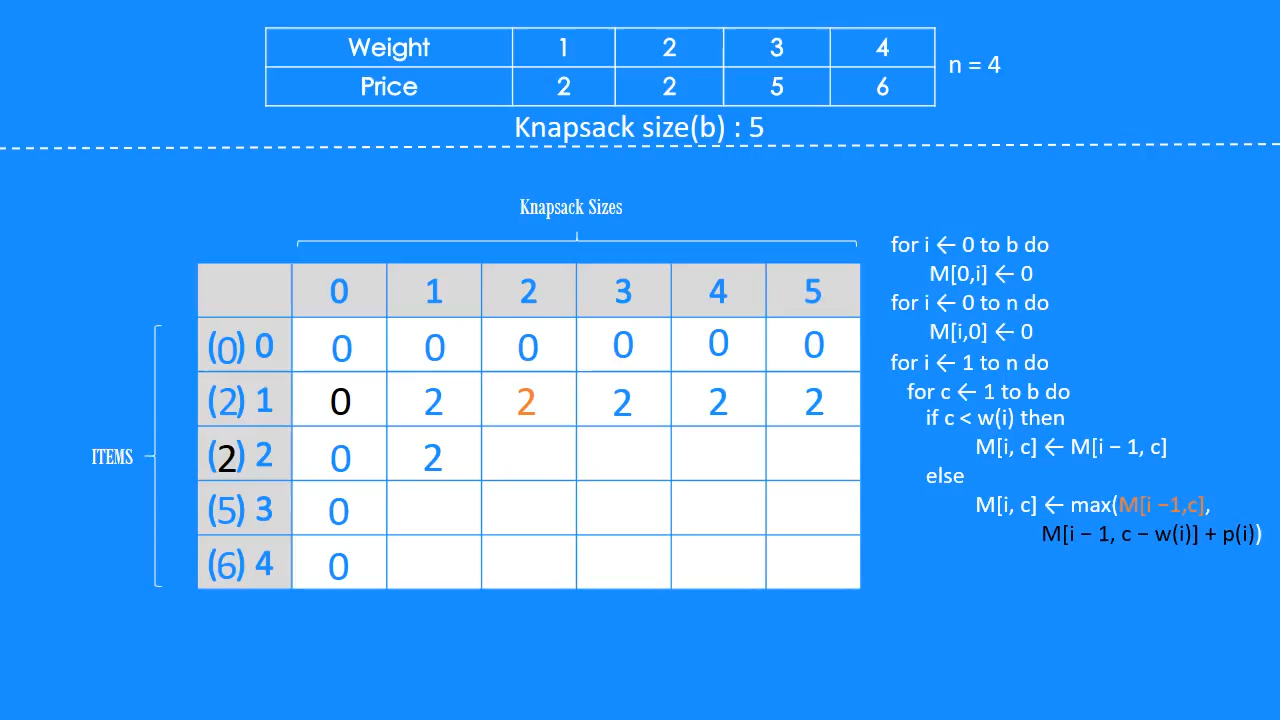 Weight 1 2 3 4
Price 2 2 5 6
n = 4
Knapsack size(b) : 5
Knapsack Sizes
0 1 2 3 4 5
(0) 0 0 0 0 0 0 0
(2) 1 0 2 2 2 2 2
(2) 2 0 2
(5) 3 0
(6) 4 0
ITEMS
for i ← 0 to b do
M[0,i] ← 0
for i ← 0 to n do
M[i,0] ← 0
for i ← 1 to n do
for c ← 1 to b do
if c < w(i) then
M[i, c] ← M[i − 1, c]
else
M[i, c] ← max(M[i −1,c],
M[i − 1, c − w(i)] + p(i))